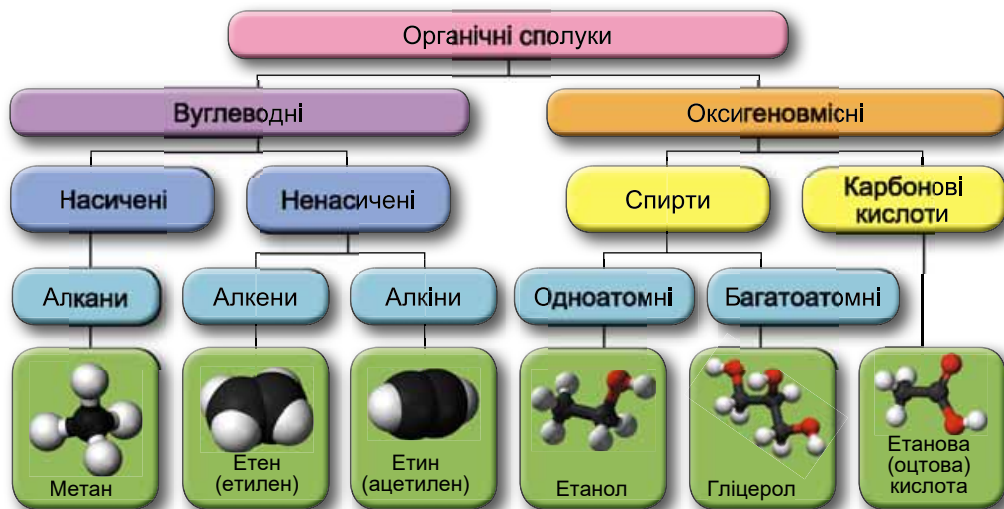 Органічні сполуки
Вуглеводні
Оксигеновмісні
Насичені
Ненасичені
Спирти
Карбонові
кислоти
Алкани
Алкени
Алкіни
Одноатомні
Багатоатомні
Метан
Етен
(етилен)
Етин
(ацетилен)
Етанол
Гліцерол
Етанова
(оцтова)
кислота